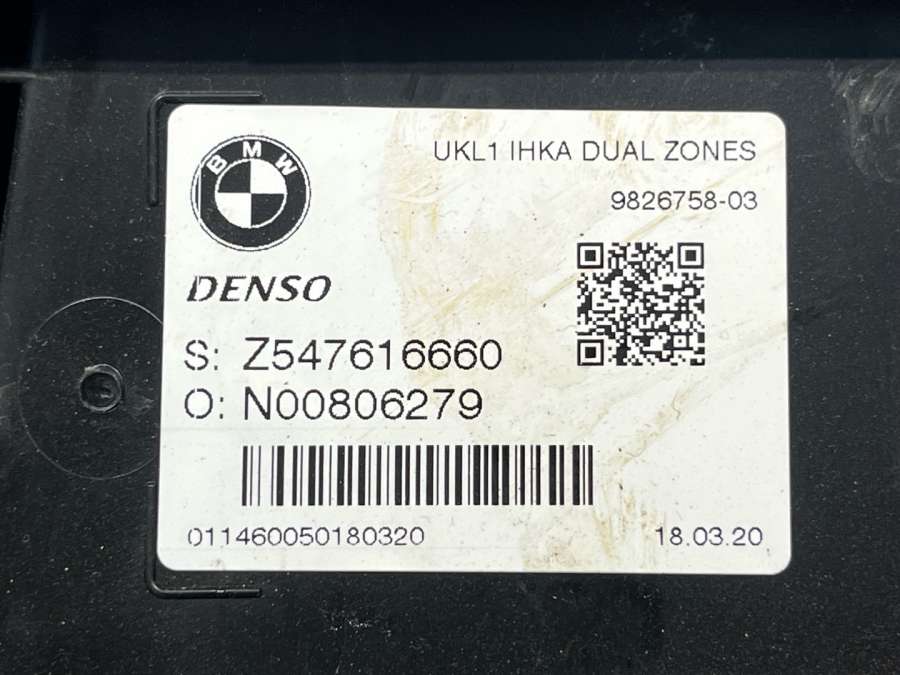 BMW
UKL1 IHKA DUAL ZONES
9826758-03
DENSO
S: Z547616660
O: N00806279
011460050180320
18.03.20